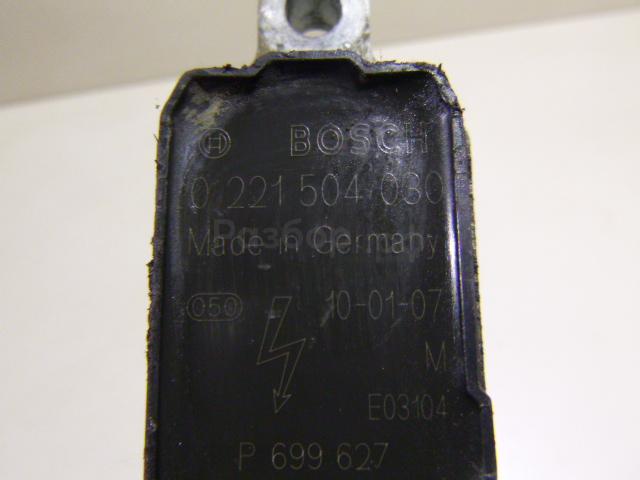 BOSCH
0 221 504 030
Made in Germany
050 10-01-07
M
E03104
P 699 627